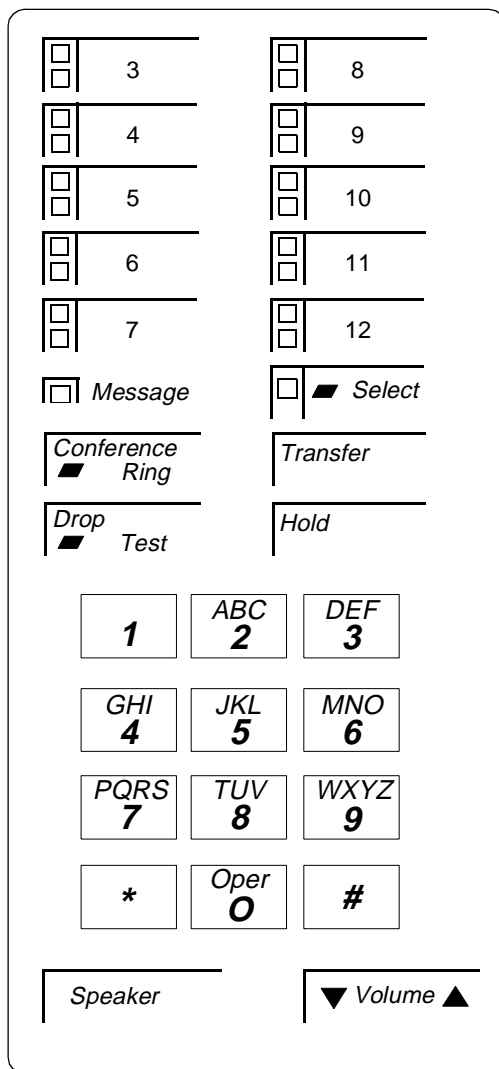 3 8
4 9
5 10
6 11
7 12
Message Select
Conference Transfer
Ring
Drop Hold
Test
ABC DEF
1 2 3
GHI JKL MNO
4 5 6
PQRS TUV WXYZ
7 8 9
Oper
* O #
Speaker ▼ Volume ▲